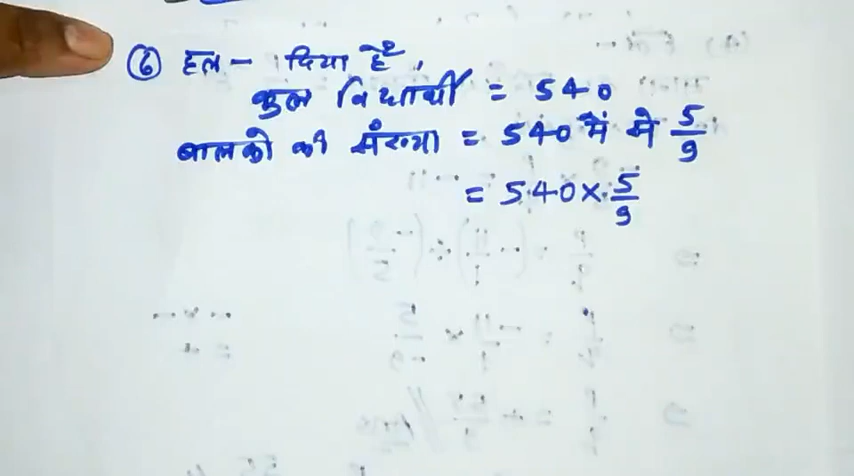 ⑥ हल - दिया है,
कुल विद्यार्थी = 540
बालको की संख्या = 540 में से 5/9
= 540 × 5/9